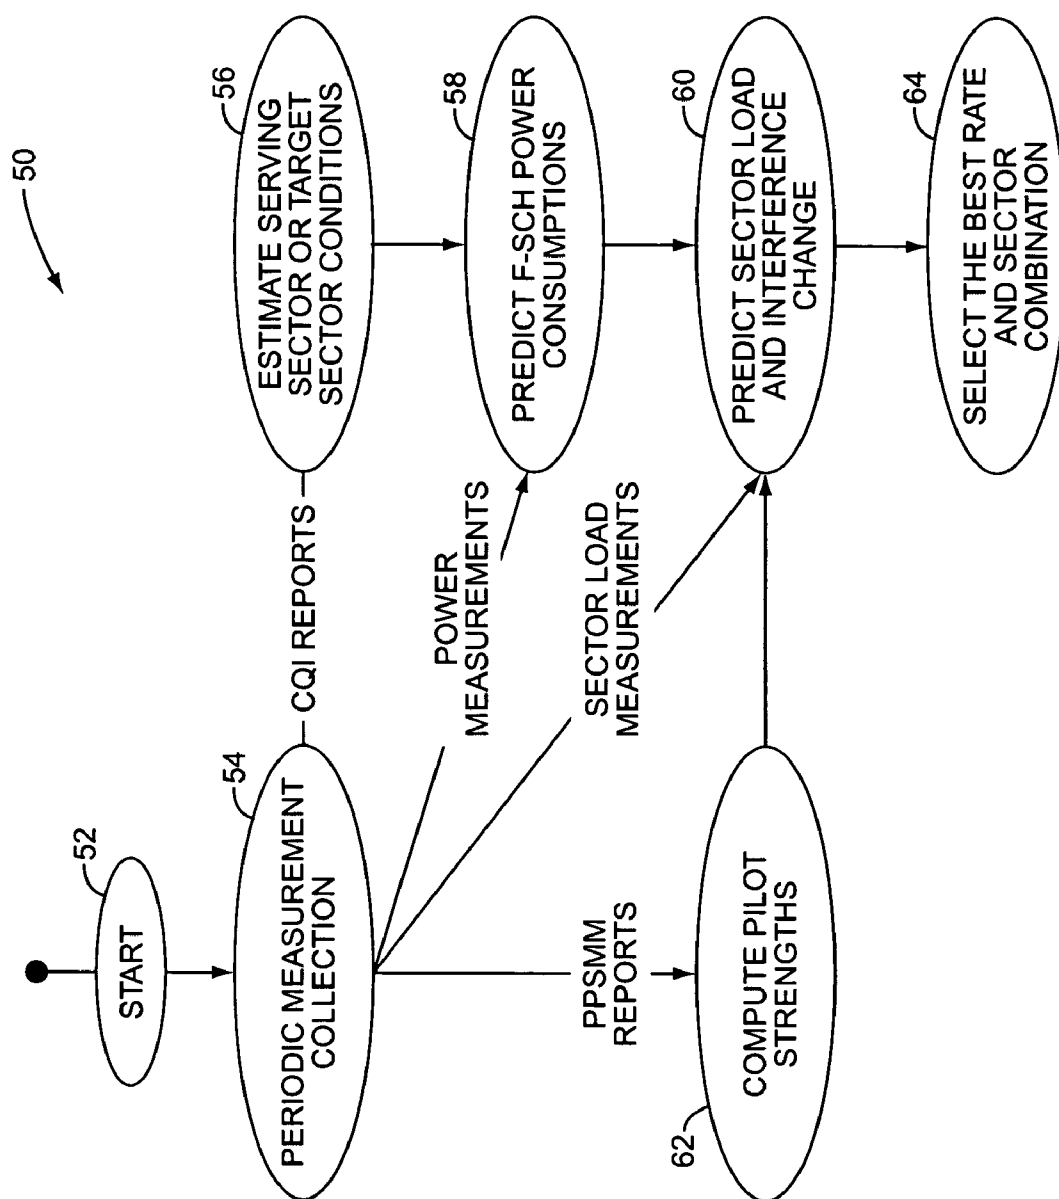 50
52
START
54
PERIODIC MEASUREMENT
COLLECTION
CQI REPORTS
POWER
MEASUREMENTS
SECTOR LOAD
MEASUREMENTS
PPSMM
REPORTS
56
ESTIMATE SERVING
SECTOR OR TARGET
SECTOR CONDITIONS
58
PREDICT F-SCH POWER
CONSUMPTIONS
60
PREDICT SECTOR LOAD
AND INTERFERENCE
CHANGE
62
COMPUTE PILOT
STRENGTHS
64
SELECT THE BEST RATE
AND SECTOR
COMBINATION